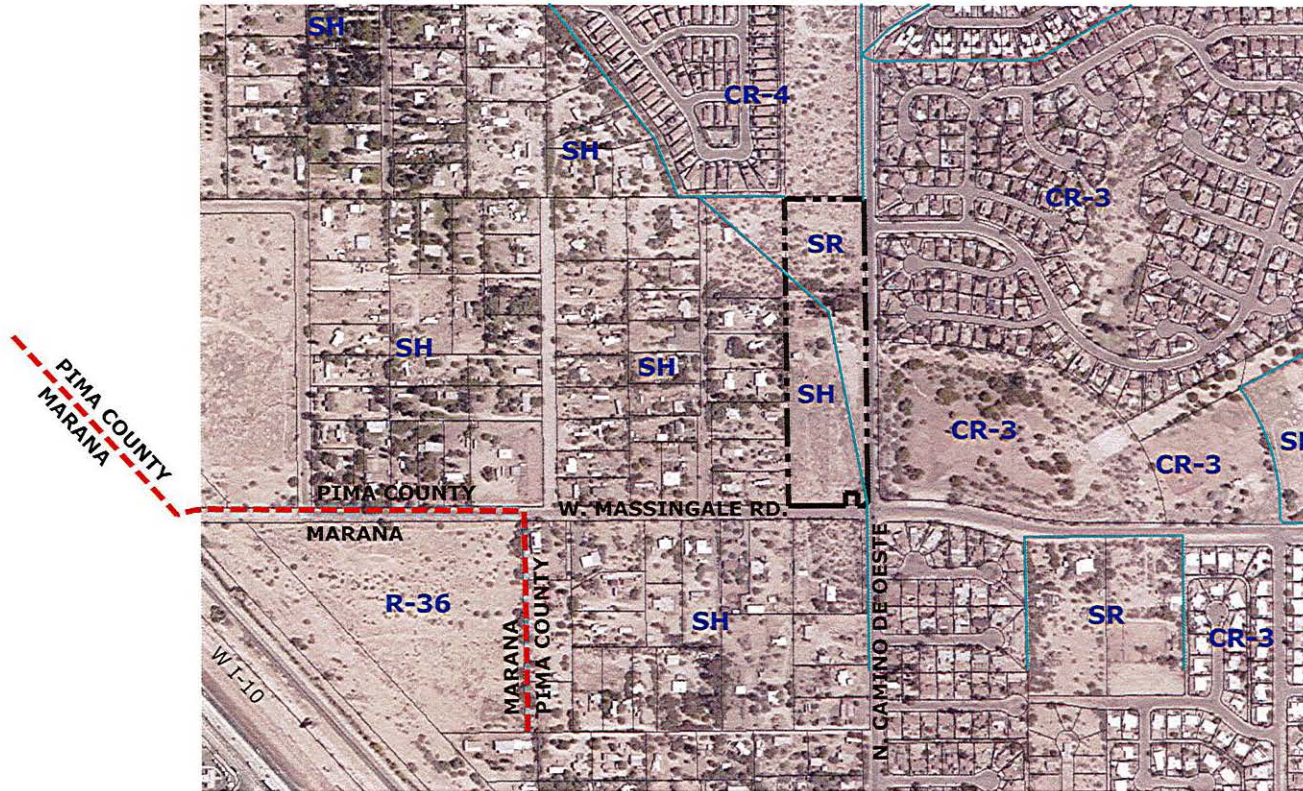 SH
CR-4
SH
CR-3
SR
SH
SH
SH
CR-3
CR-3
PIMA COUNTY
MARANA
PIMA COUNTY
MARANA
W. MASSINGALE RD.
R-36
MARANA
PIMA COUNTY
SH
N. CAMINO DE OESTE
SR
CR-3
W I-10